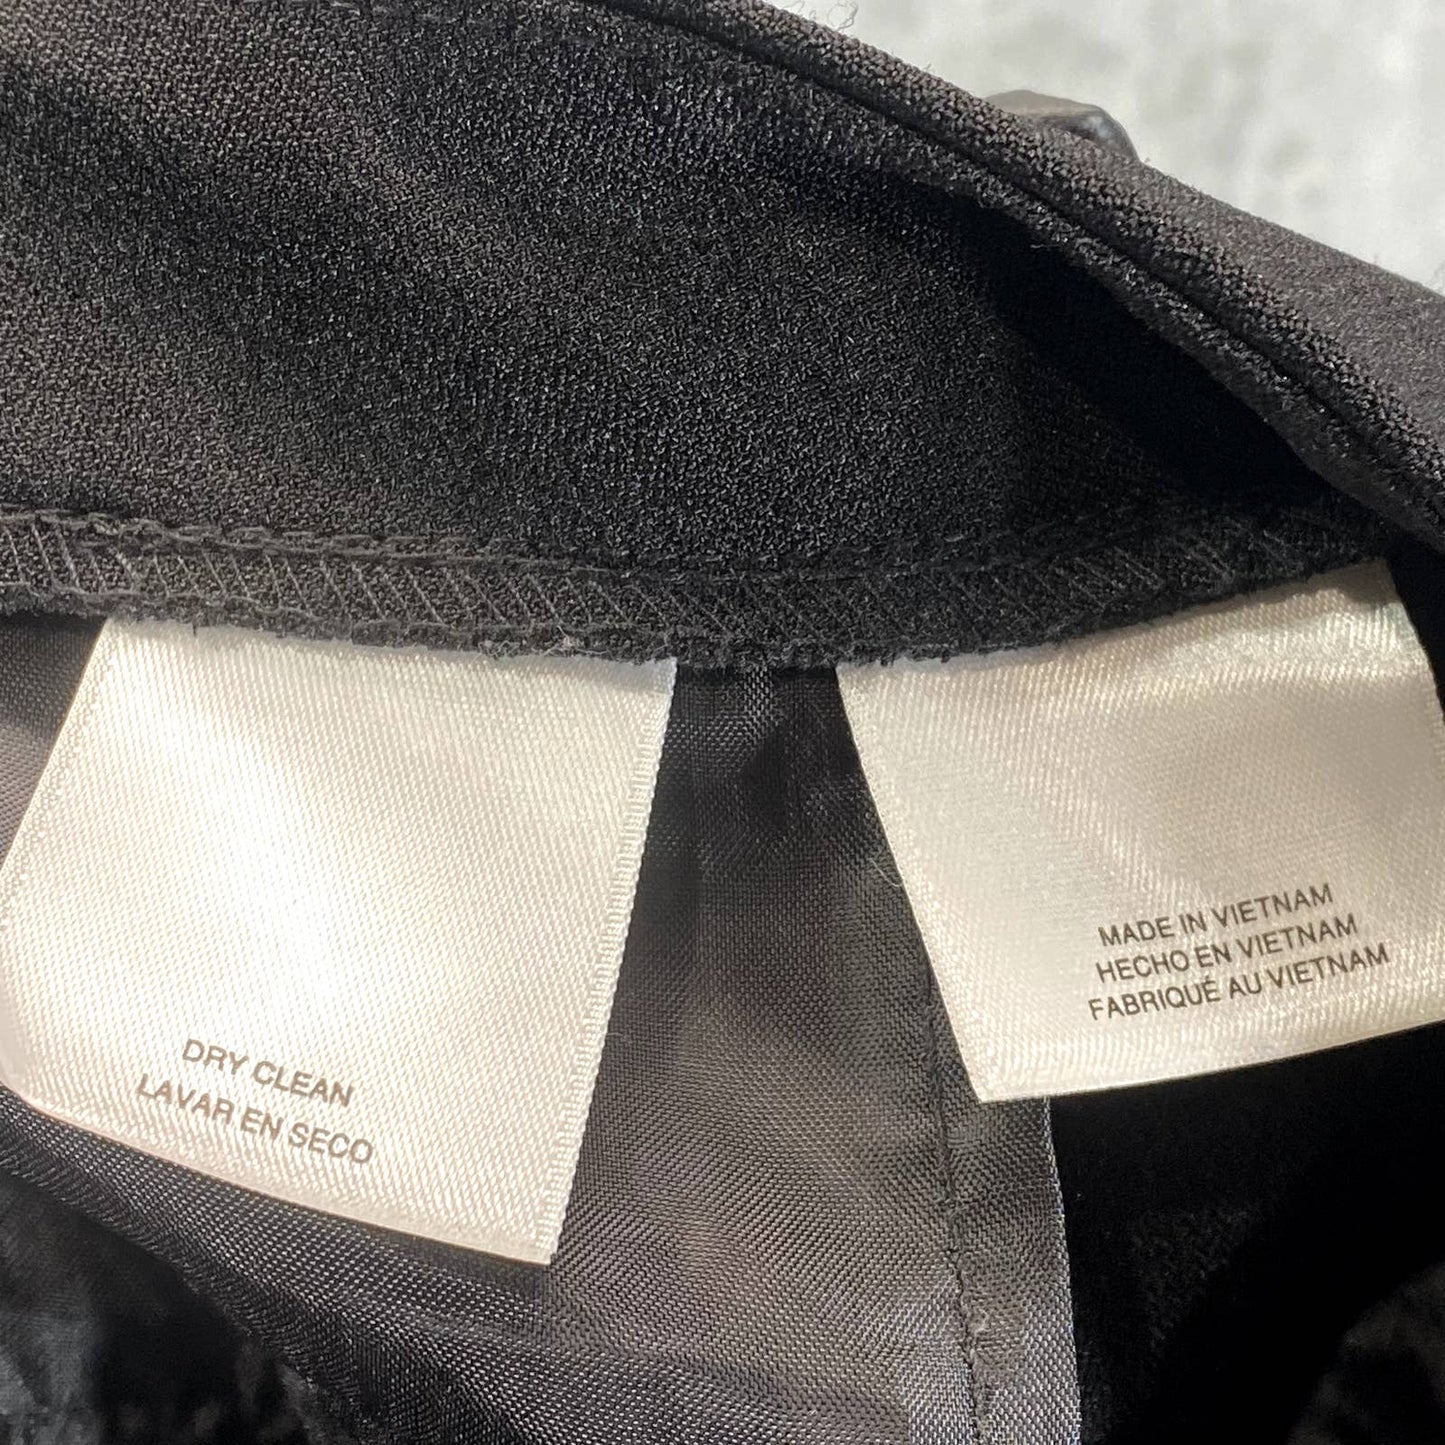 DRY CLEAN
LAVAR EN SECO
MADE IN VIETNAM
HECHO EN VIETNAM
FABRIQUÉ AU VIETNAM